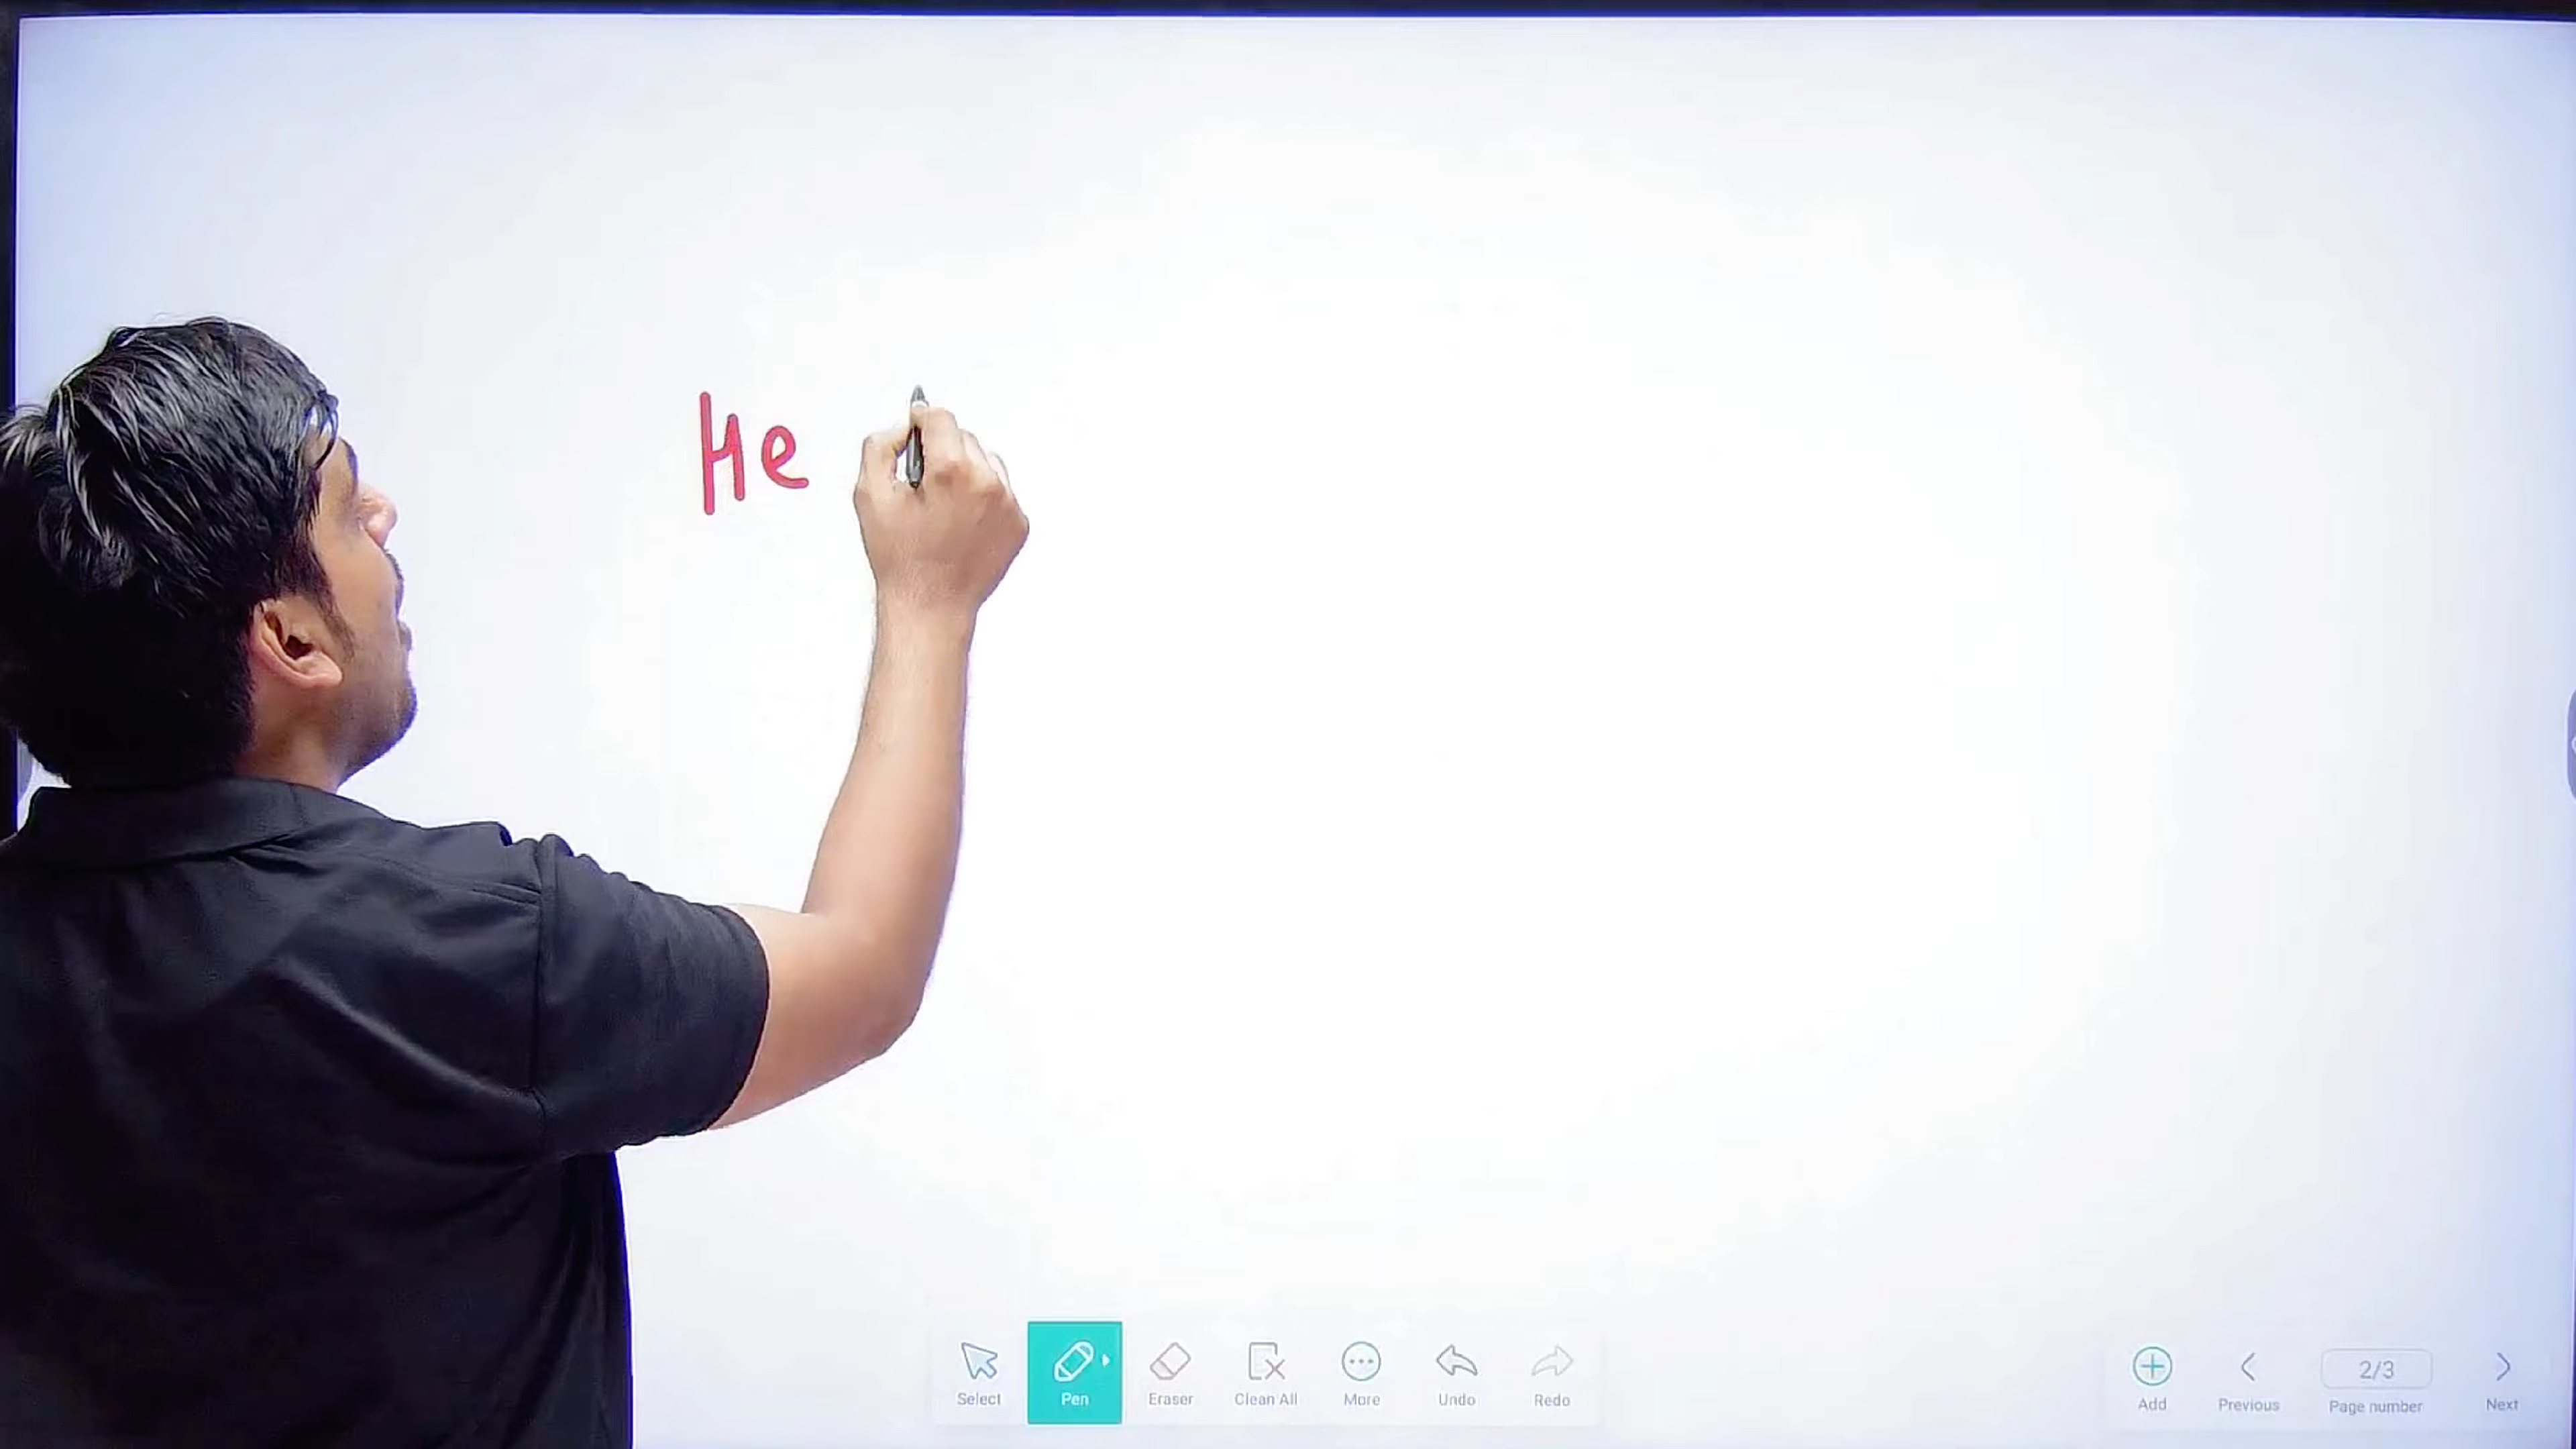 He
Select Pen Eraser Clean All More Undo Redo
Add Previous 2/3 Page number Next